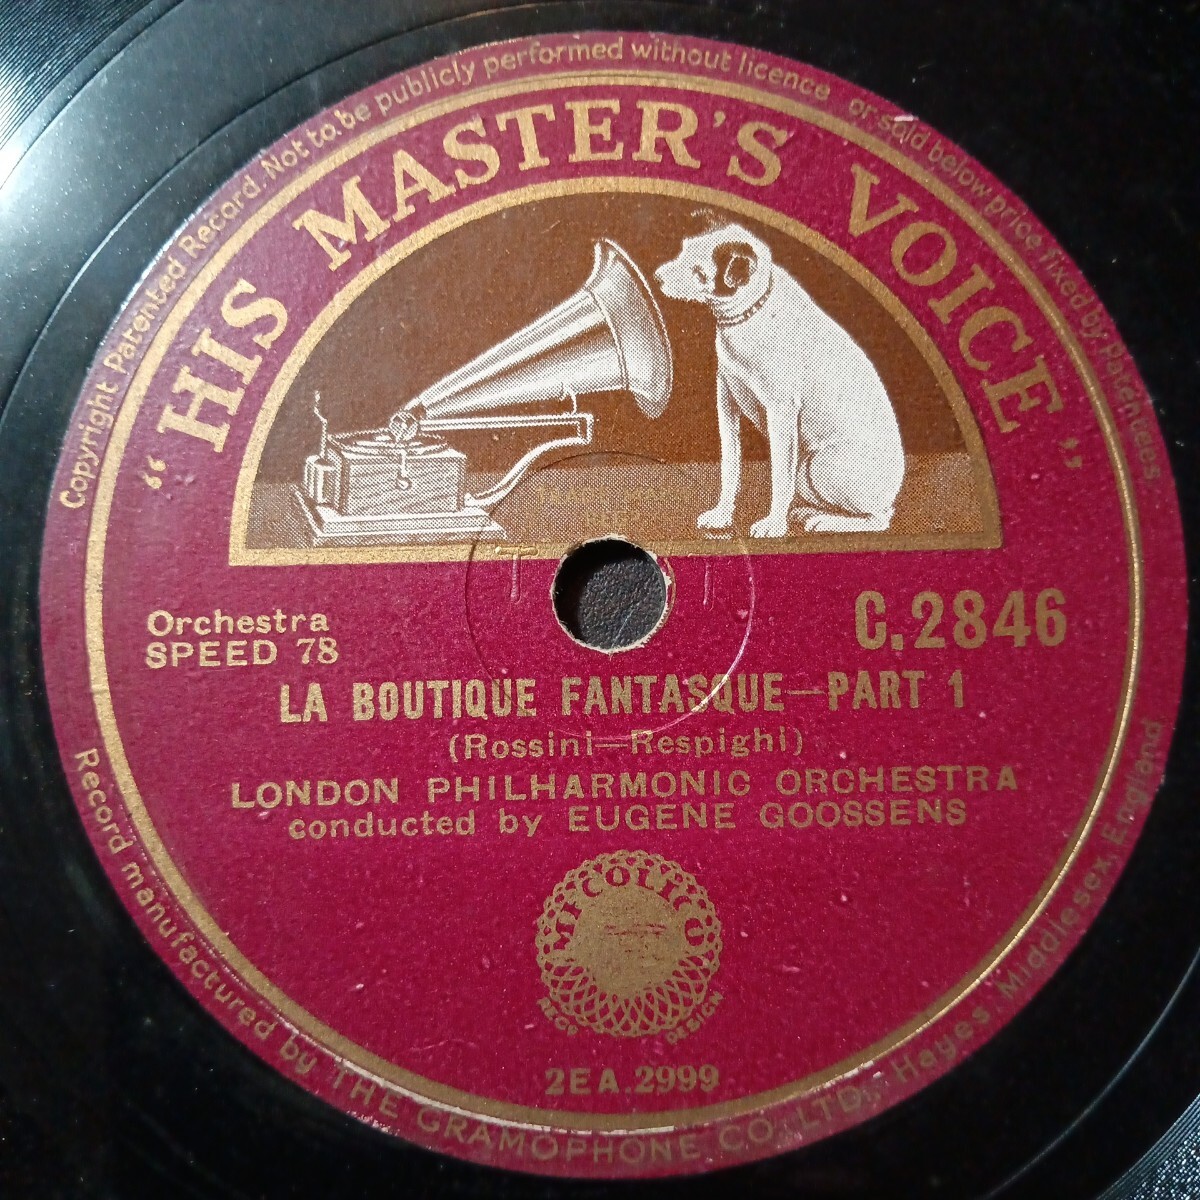 Copyright Patented Record. Not to be publicly performed without licence or sold below price fixed by Patentees.
"HIS MASTER'S VOICE"
Orchestra
SPEED 78
C. 2846
LA BOUTIQUE FANTASQUE—PART 1
(Rossini—Respighi)
LONDON PHILHARMONIC ORCHESTRA
conducted by EUGENE GOOSSENS
DESIGN
2EA.2999
Record manufactured by THE GRAMOPHONE CO. LTD., Hayes, Middlesex, England